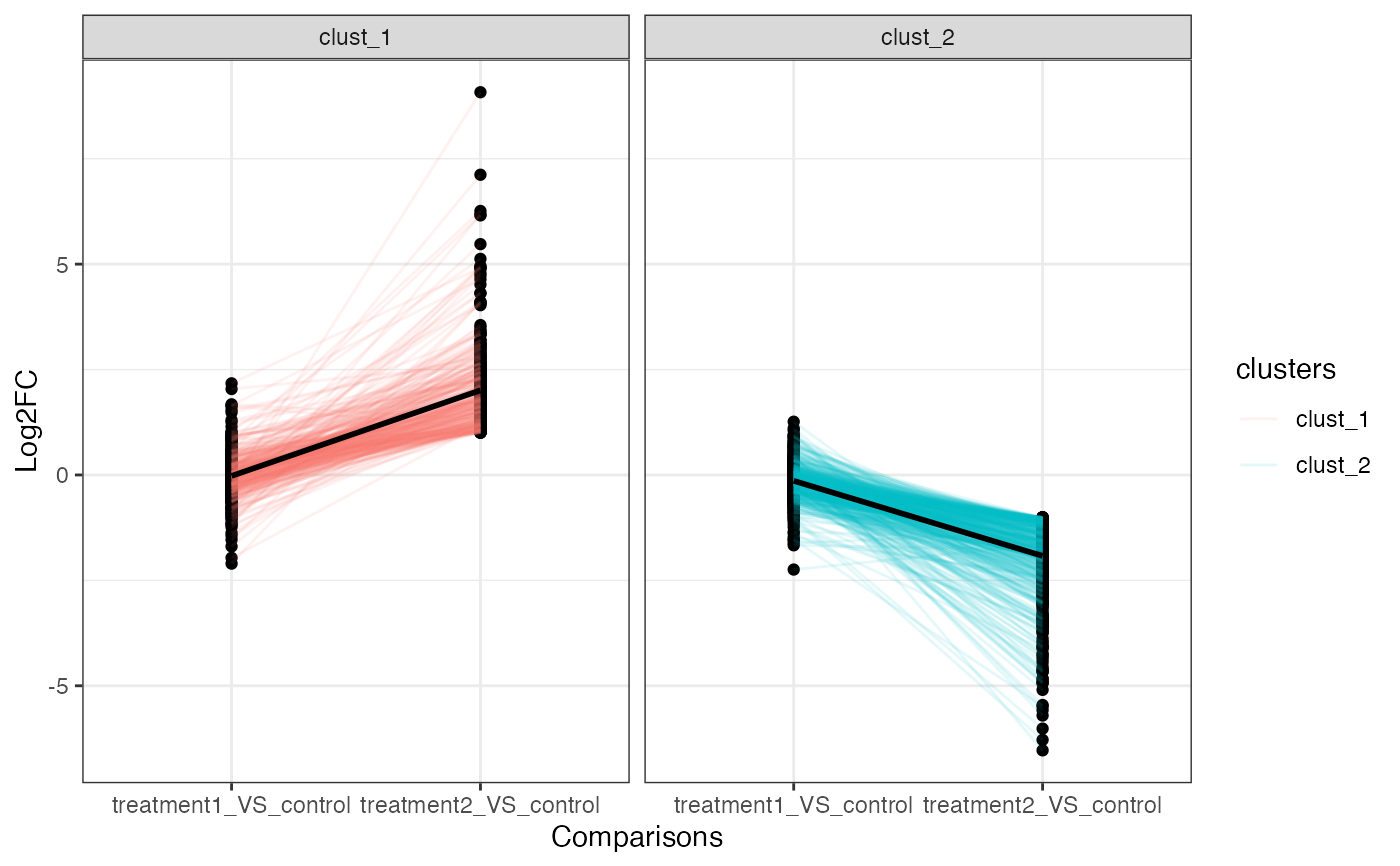 clust_1
clust_2
5
0
-5
Log2FC
treatment1_VS_control treatment2_VS_control
treatment1_VS_control treatment2_VS_control
Comparisons
clusters
clust_1
clust_2